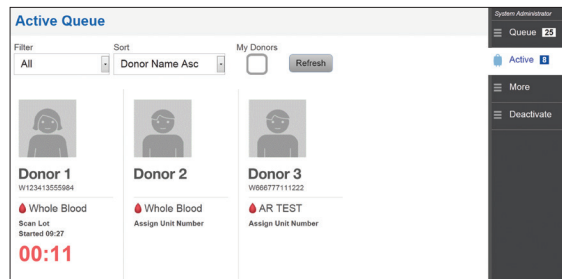 Active Queue
Filter
Sort
My Donors
All
Donor Name Asc
Refresh
Donor 1
W123413555984
Whole Blood
Scan Lot
Started 09:27
00:11
Donor 2
Whole Blood
Assign Unit Number
Donor 3
W666777111222
AR TEST
Assign Unit Number
System Administrator
Queue 25
Active 8
More
Deactivate